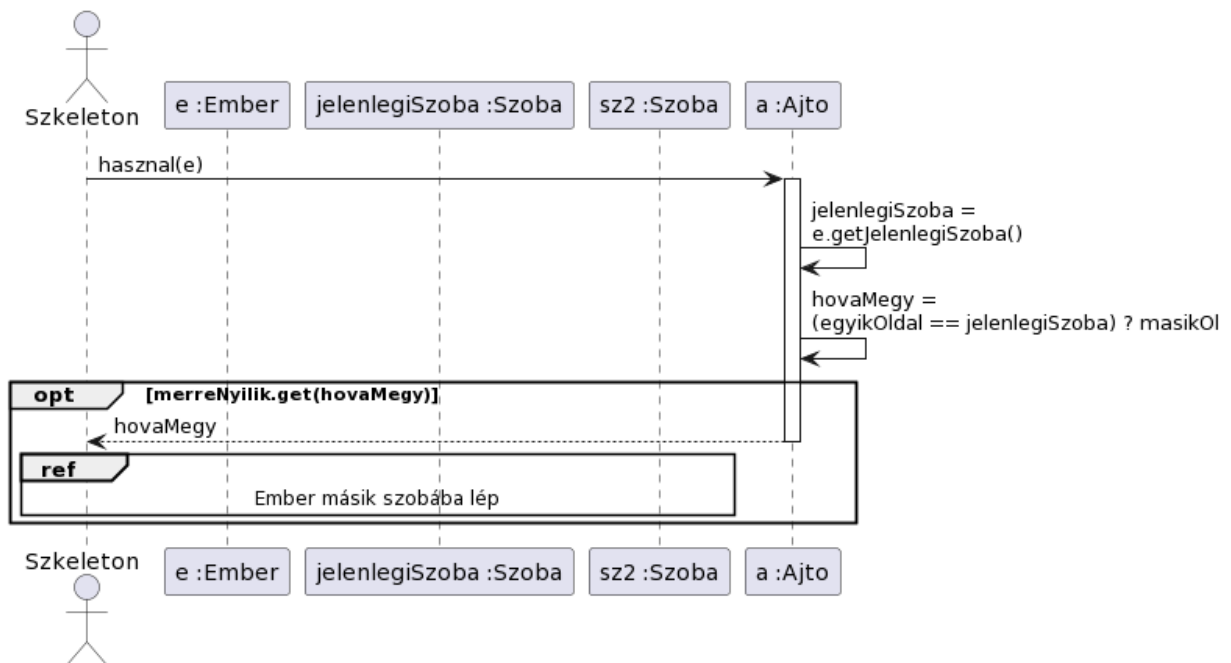 Szkeleton
e :Ember
jelenlegiSzoba :Szoba
sz2 :Szoba
a :Ajto
hasznal(e)
jelenlegiSzoba =
e.getJelenlegiSzoba()
hovaMegy =
(egyikOldal == jelenlegiSzoba) ? masikOl
opt
[merreNyilik.get(hovaMegy)]
hovaMegy
ref
Ember másik szobába lép
Szkeleton
e :Ember
jelenlegiSzoba :Szoba
sz2 :Szoba
a :Ajto